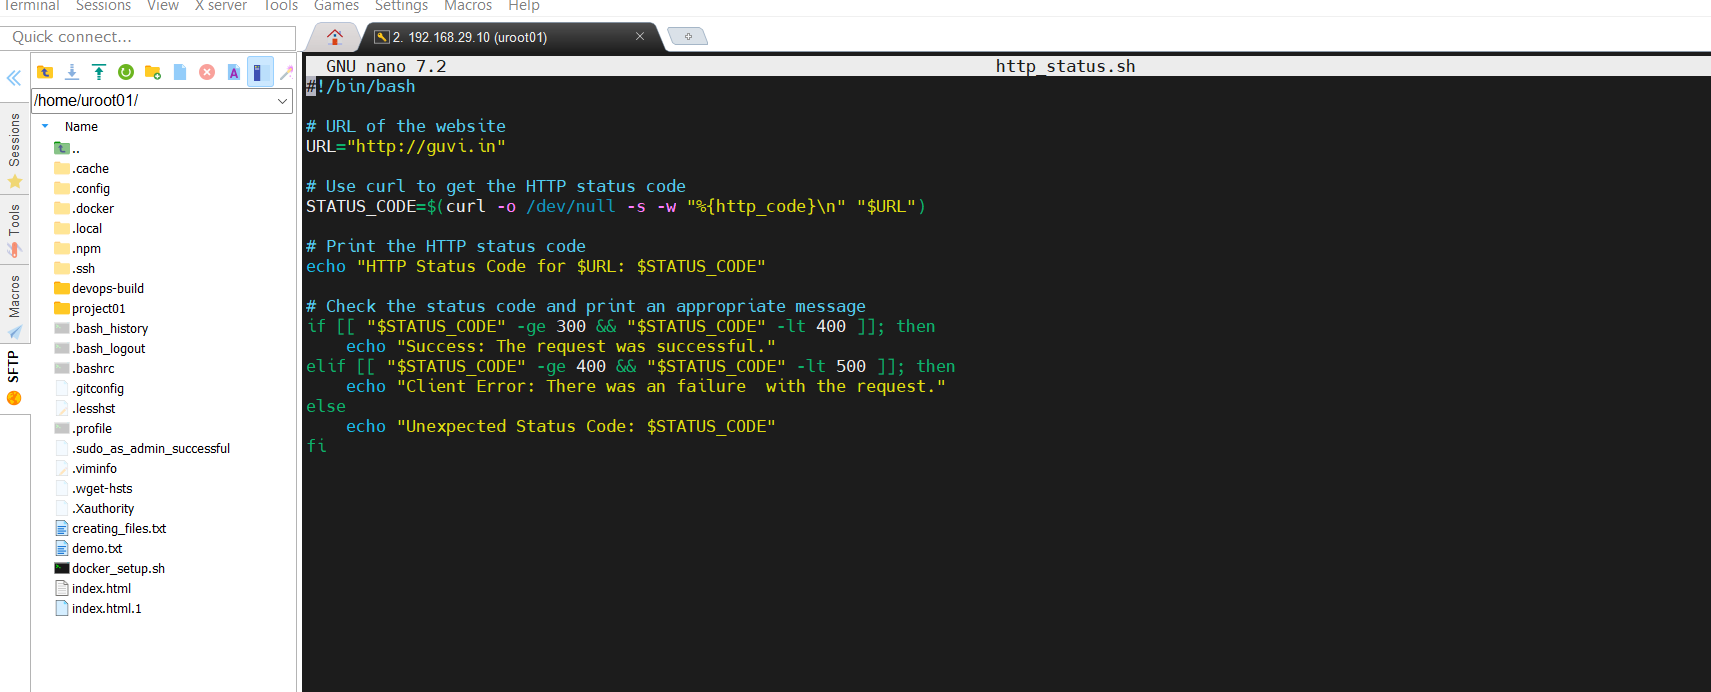 Terminal Sessions View X server Tools Games Settings Macros Help
Quick connect...
2. 192.168.29.10 (uroot01)
/home/uroot01/
Name
..
.cache
.config
.docker
.local
.npm
.ssh
devops-build
project01
.bash_history
.bash_logout
.bashrc
.gitconfig
.lesshst
.profile
.sudo_as_admin_successful
.viminfo
.wget-hsts
.Xauthority
creating_files.txt
demo.txt
docker_setup.sh
index.html
index.html.1
Sessions
Tools
Macros
SFTP
GNU nano 7.2 http_status.sh
#!/bin/bash
# URL of the website
URL="http://guvi.in"
# Use curl to get the HTTP status code
STATUS_CODE=$(curl -o /dev/null -s -w "%{http_code}\n" "$URL")
# Print the HTTP status code
echo "HTTP Status Code for $URL: $STATUS_CODE"
# Check the status code and print an appropriate message
if [[ "$STATUS_CODE" -ge 300 && "$STATUS_CODE" -lt 400 ]]; then
    echo "Success: The request was successful."
elif [[ "$STATUS_CODE" -ge 400 && "$STATUS_CODE" -lt 500 ]]; then
    echo "Client Error: There was an failure  with the request."
else
    echo "Unexpected Status Code: $STATUS_CODE"
fi